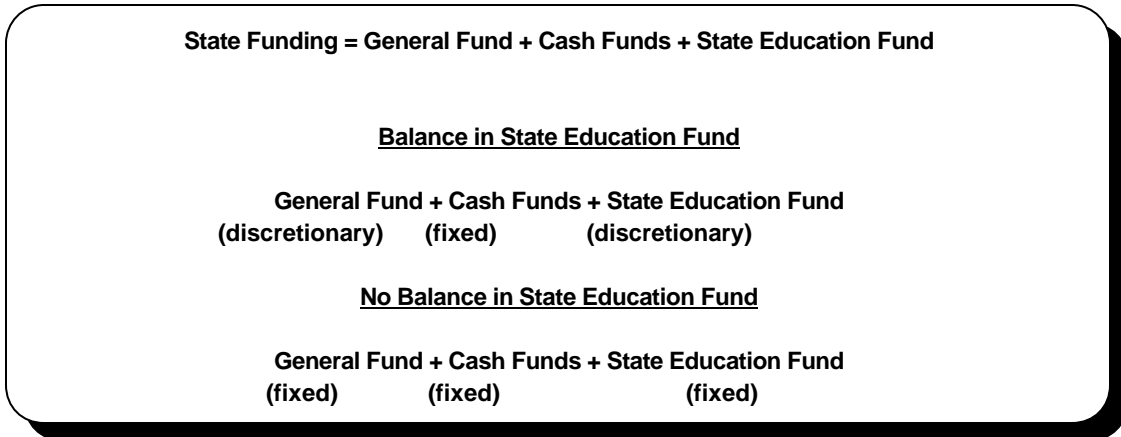 State Funding = General Fund + Cash Funds + State Education Fund
Balance in State Education Fund
General Fund + Cash Funds + State Education Fund
(discretionary) (fixed) (discretionary)
No Balance in State Education Fund
General Fund + Cash Funds + State Education Fund
(fixed) (fixed) (fixed)